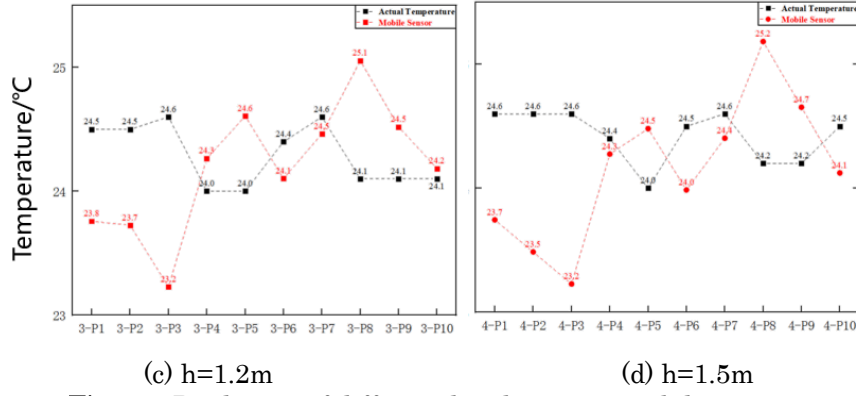 Actual Temperature
Mobile Sensor
Temperature/°C
25
24
23
24.5 24.5 24.6 24.0 24.0 24.4 24.6 24.1 24.1 24.1
23.8 23.7 23.2 24.3 24.6 24.1 24.5 25.1 24.5 24.2
3-P1 3-P2 3-P3 3-P4 3-P5 3-P6 3-P7 3-P8 3-P9 3-P10
(c) h=1.2m
Actual Temperature
Mobile Sensor
24.6 24.6 24.6 24.4 24.0 24.5 24.6 24.2 24.2 24.5
23.7 23.5 23.2 24.3 24.5 24.0 24.4 25.2 24.7 24.1
4-P1 4-P2 4-P3 4-P4 4-P5 4-P6 4-P7 4-P8 4-P9 4-P10
(d) h=1.5m